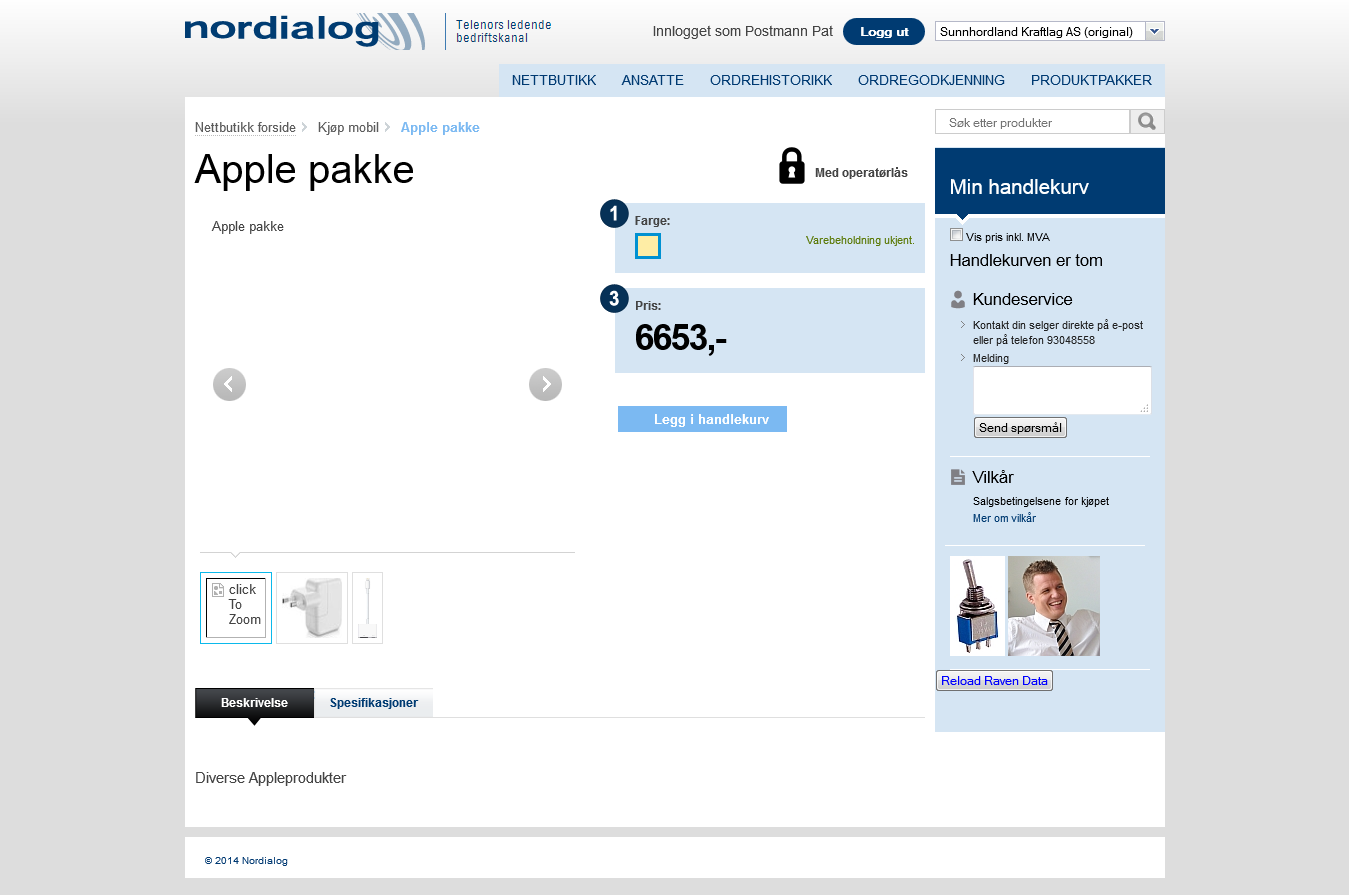 nordialog
Telenors ledende
bedriftskanal
Innlogget som Postmann Pat
Logg ut
Sunnhordland Kraftlag AS (original)
NETTBUTIKK
ANSATTE
ORDREHISTORIKK
ORDREGODKJENNING
PRODUKTPAKKER
Nettbutikk forside
Kjøp mobil
Apple pakke
Søk etter produkter
Apple pakke
Med operatørlås
Apple pakke
1
Farge:
Varebeholdning ukjent.
3
Pris:
6653,-
Legg i handlekurv
click
To
Zoom
Beskrivelse
Spesifikasjoner
Diverse Appleprodukter
Min handlekurv
Vis pris inkl. MVA
Handlekurven er tom
Kundeservice
Kontakt din selger direkte på e-post
eller på telefon 93048558
Melding
Send spørsmål
Vilkår
Salgsbetingelsene for kjøpet
Mer om vilkår
Reload Raven Data
© 2014 Nordialog